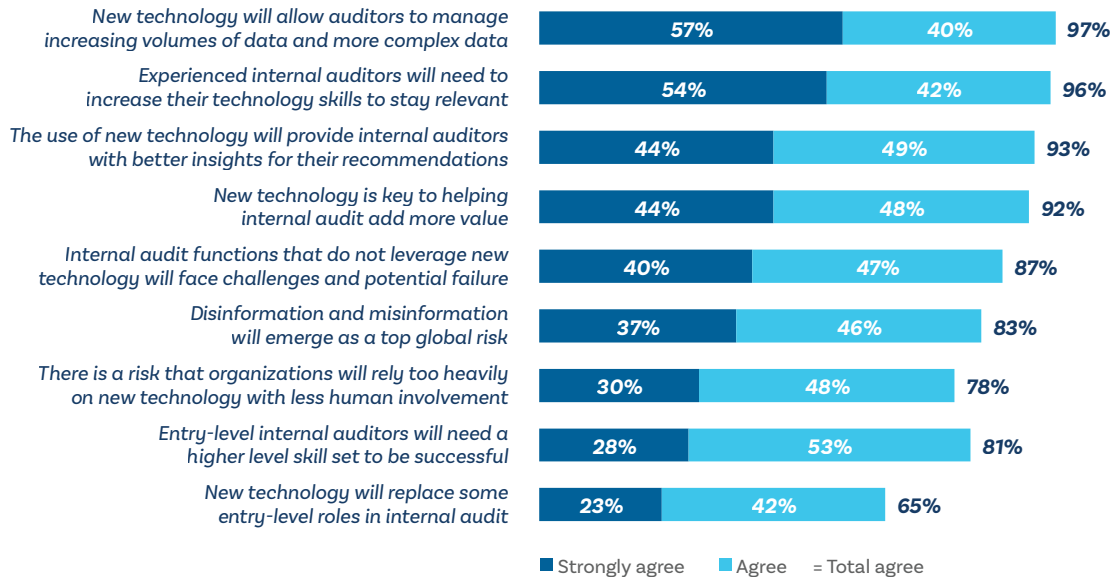 New technology will allow auditors to manage
increasing volumes of data and more complex data
57%
40%
97%
Experienced internal auditors will need to
increase their technology skills to stay relevant
54%
42%
96%
The use of new technology will provide internal auditors
with better insights for their recommendations
44%
49%
93%
New technology is key to helping
internal audit add more value
44%
48%
92%
Internal audit functions that do not leverage new
technology will face challenges and potential failure
40%
47%
87%
Disinformation and misinformation
will emerge as a top global risk
37%
46%
83%
There is a risk that organizations will rely too heavily
on new technology with less human involvement
30%
48%
78%
Entry-level internal auditors will need a
higher level skill set to be successful
28%
53%
81%
New technology will replace some
entry-level roles in internal audit
23%
42%
65%
Strongly agree
Agree
= Total agree